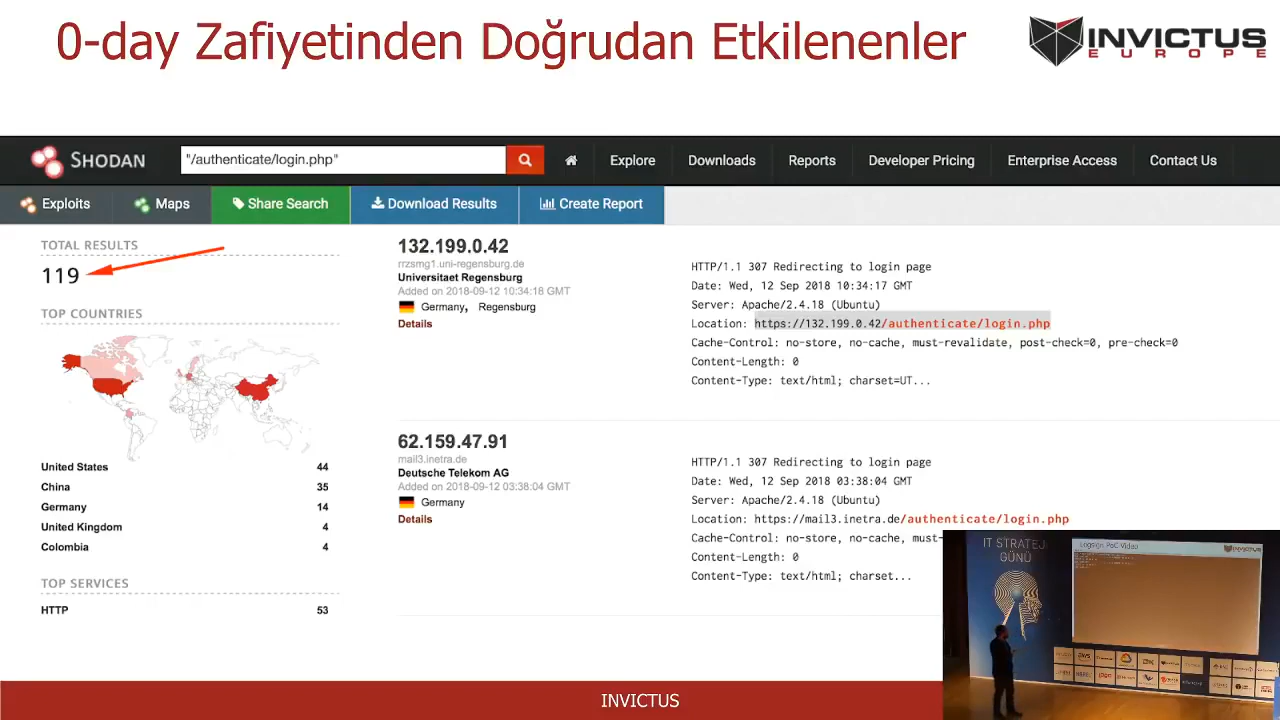 0-day Zafiyetinden Doğrudan Etkilenenler
INVICTUS
EUROPE
SHODAN
"/authenticate/login.php"
Explore
Downloads
Reports
Developer Pricing
Enterprise Access
Contact Us
Exploits
Maps
Share Search
Download Results
Create Report
TOTAL RESULTS
119
TOP COUNTRIES
United States 44
China 35
Germany 14
United Kingdom 4
Colombia 4
TOP SERVICES
HTTP 53
132.199.0.42
rrzsmg1.uni-regensburg.de
Universitaet Regensburg
Added on 2018-09-12 10:34:18 GMT
Germany, Regensburg
Details
HTTP/1.1 307 Redirecting to login page
Date: Wed, 12 Sep 2018 10:34:17 GMT
Server: Apache/2.4.18 (Ubuntu)
Location: https://132.199.0.42/authenticate/login.php
Cache-Control: no-store, no-cache, must-revalidate, post-check=0, pre-check=0
Content-Length: 0
Content-Type: text/html; charset=UT...
62.159.47.91
mail3.inetra.de
Deutsche Telekom AG
Added on 2018-09-12 03:38:04 GMT
Germany
Details
HTTP/1.1 307 Redirecting to login page
Date: Wed, 12 Sep 2018 03:38:04 GMT
Server: Apache/2.4.18 (Ubuntu)
Location: https://mail3.inetra.de/authenticate/login.php
Cache-Control: no-store, no-cache, must-
Content-Length: 0
Content-Type: text/html; charset...
IT STRATEJİ
GÜNÜ
Logsign PoC Video
INVICTUS
INVICTUS